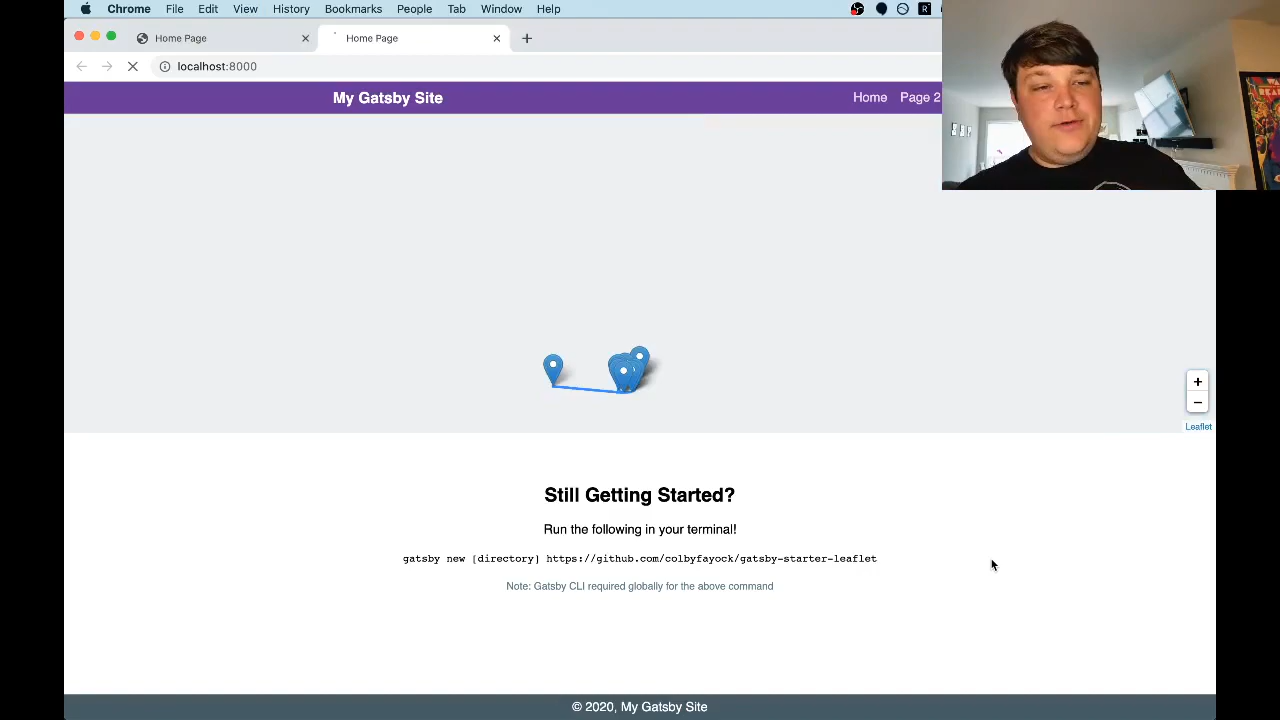 Chrome File Edit View History Bookmarks People Tab Window Help
Home Page
Home Page
localhost:8000
My Gatsby Site
Home Page 2
+
−
Leaflet
Still Getting Started?
Run the following in your terminal!
gatsby new [directory] https://github.com/colbyfayock/gatsby-starter-leaflet
Note: Gatsby CLI required globally for the above command
© 2020, My Gatsby Site